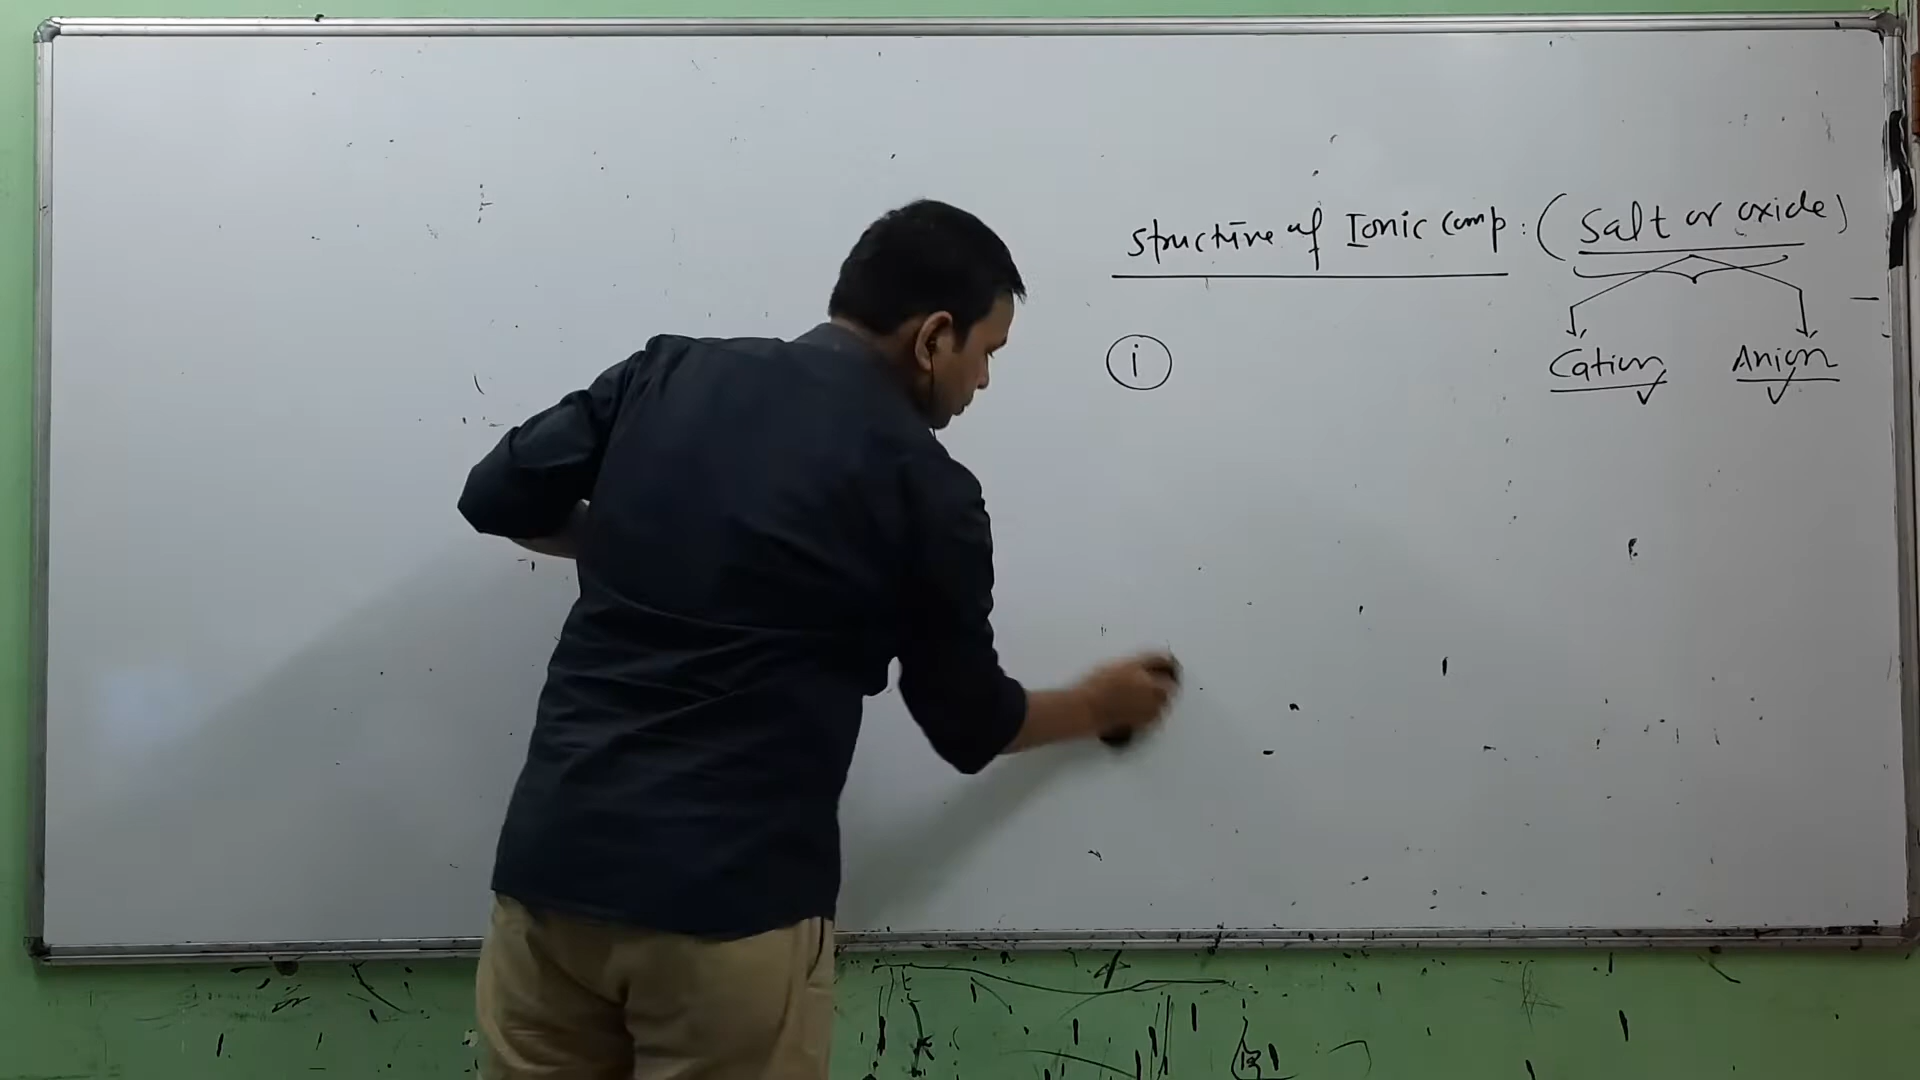 Structure of Ionic Comp : (Salt or oxide)
i
Cation Anion